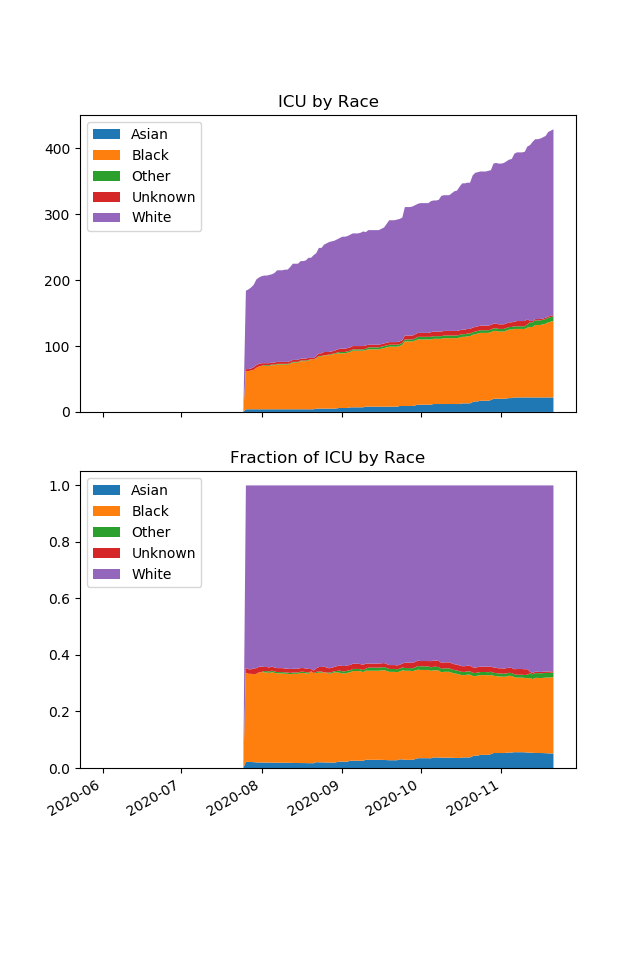 ICU by Race
Asian
Black
Other
Unknown
White
400
300
200
100
0
Fraction of ICU by Race
Asian
Black
Other
Unknown
White
1.0
0.8
0.6
0.4
0.2
0.0
2020-06
2020-07
2020-08
2020-09
2020-10
2020-11